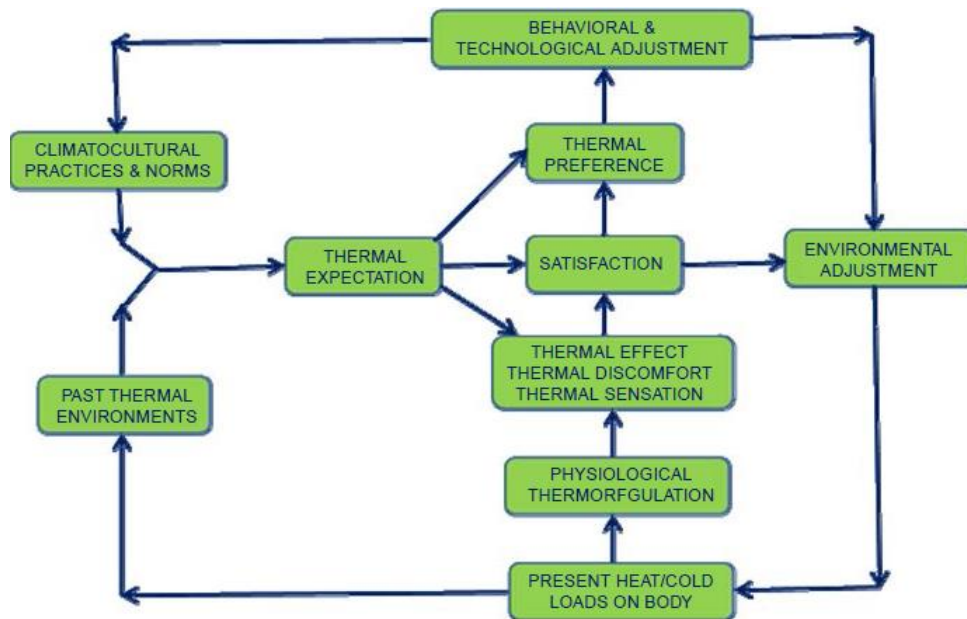 BEHAVIORAL &
TECHNOLOGICAL ADJUSTMENT
CLIMATOCULTURAL
PRACTICES & NORMS
THERMAL
PREFERENCE
THERMAL
EXPECTATION
SATISFACTION
ENVIRONMENTAL
ADJUSTMENT
THERMAL EFFECT
THERMAL DISCOMFORT
THERMAL SENSATION
PAST THERMAL
ENVIRONMENTS
PHYSIOLOGICAL
THERMORFGULATION
PRESENT HEAT/COLD
LOADS ON BODY